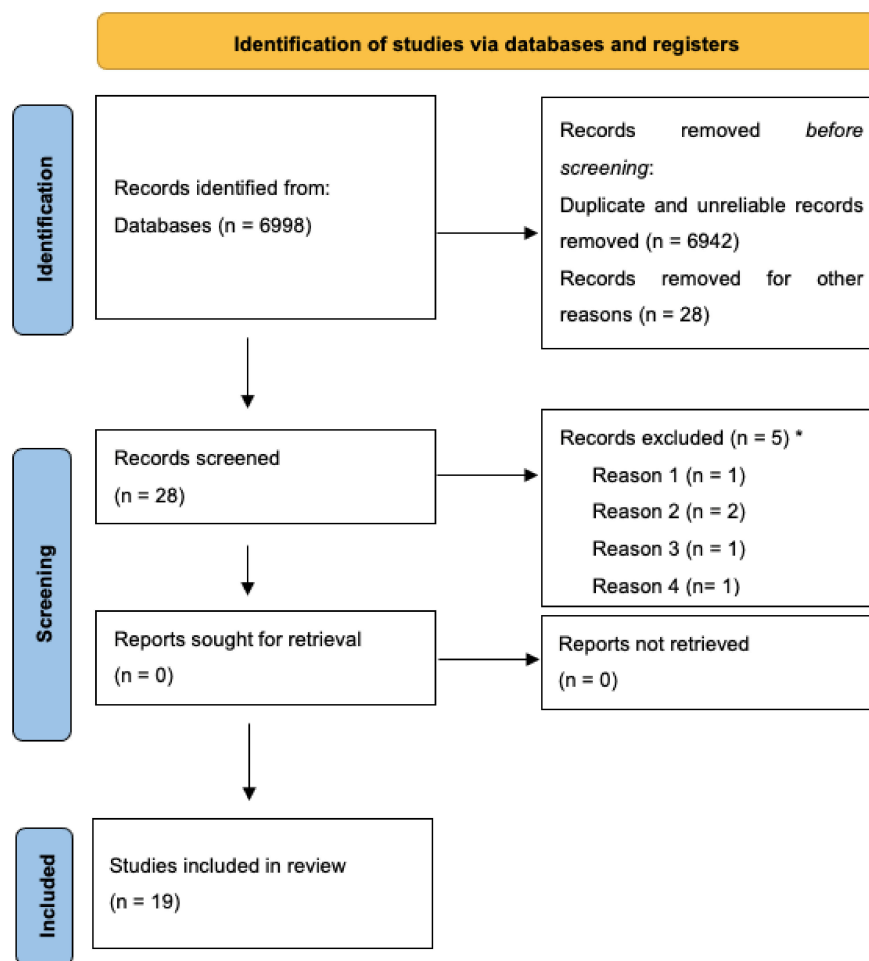 Identification of studies via databases and registers
Identification
Records identified from:
Databases (n = 6998)
Records removed before
screening:
Duplicate and unreliable records
removed (n = 6942)
Records removed for other
reasons (n = 28)
Screening
Records screened
(n = 28)
Records excluded (n = 5) *
Reason 1 (n = 1)
Reason 2 (n = 2)
Reason 3 (n = 1)
Reason 4 (n= 1)
Reports sought for retrieval
(n = 0)
Reports not retrieved
(n = 0)
Included
Studies included in review
(n = 19)